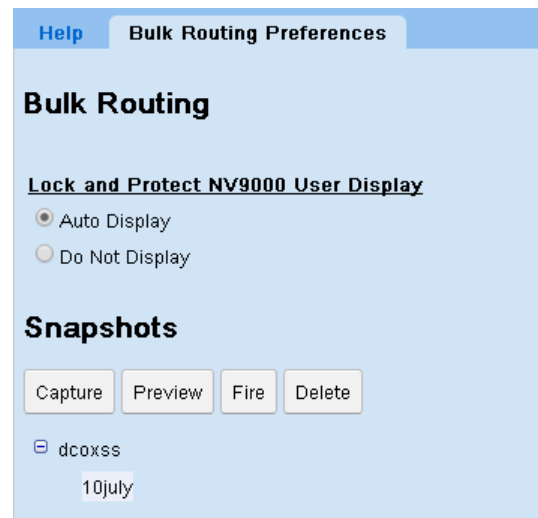 Help Bulk Routing Preferences
Bulk Routing
Lock and Protect NV9000 User Display
Auto Display
Do Not Display
Snapshots
Capture Preview Fire Delete
dcoxss
10july